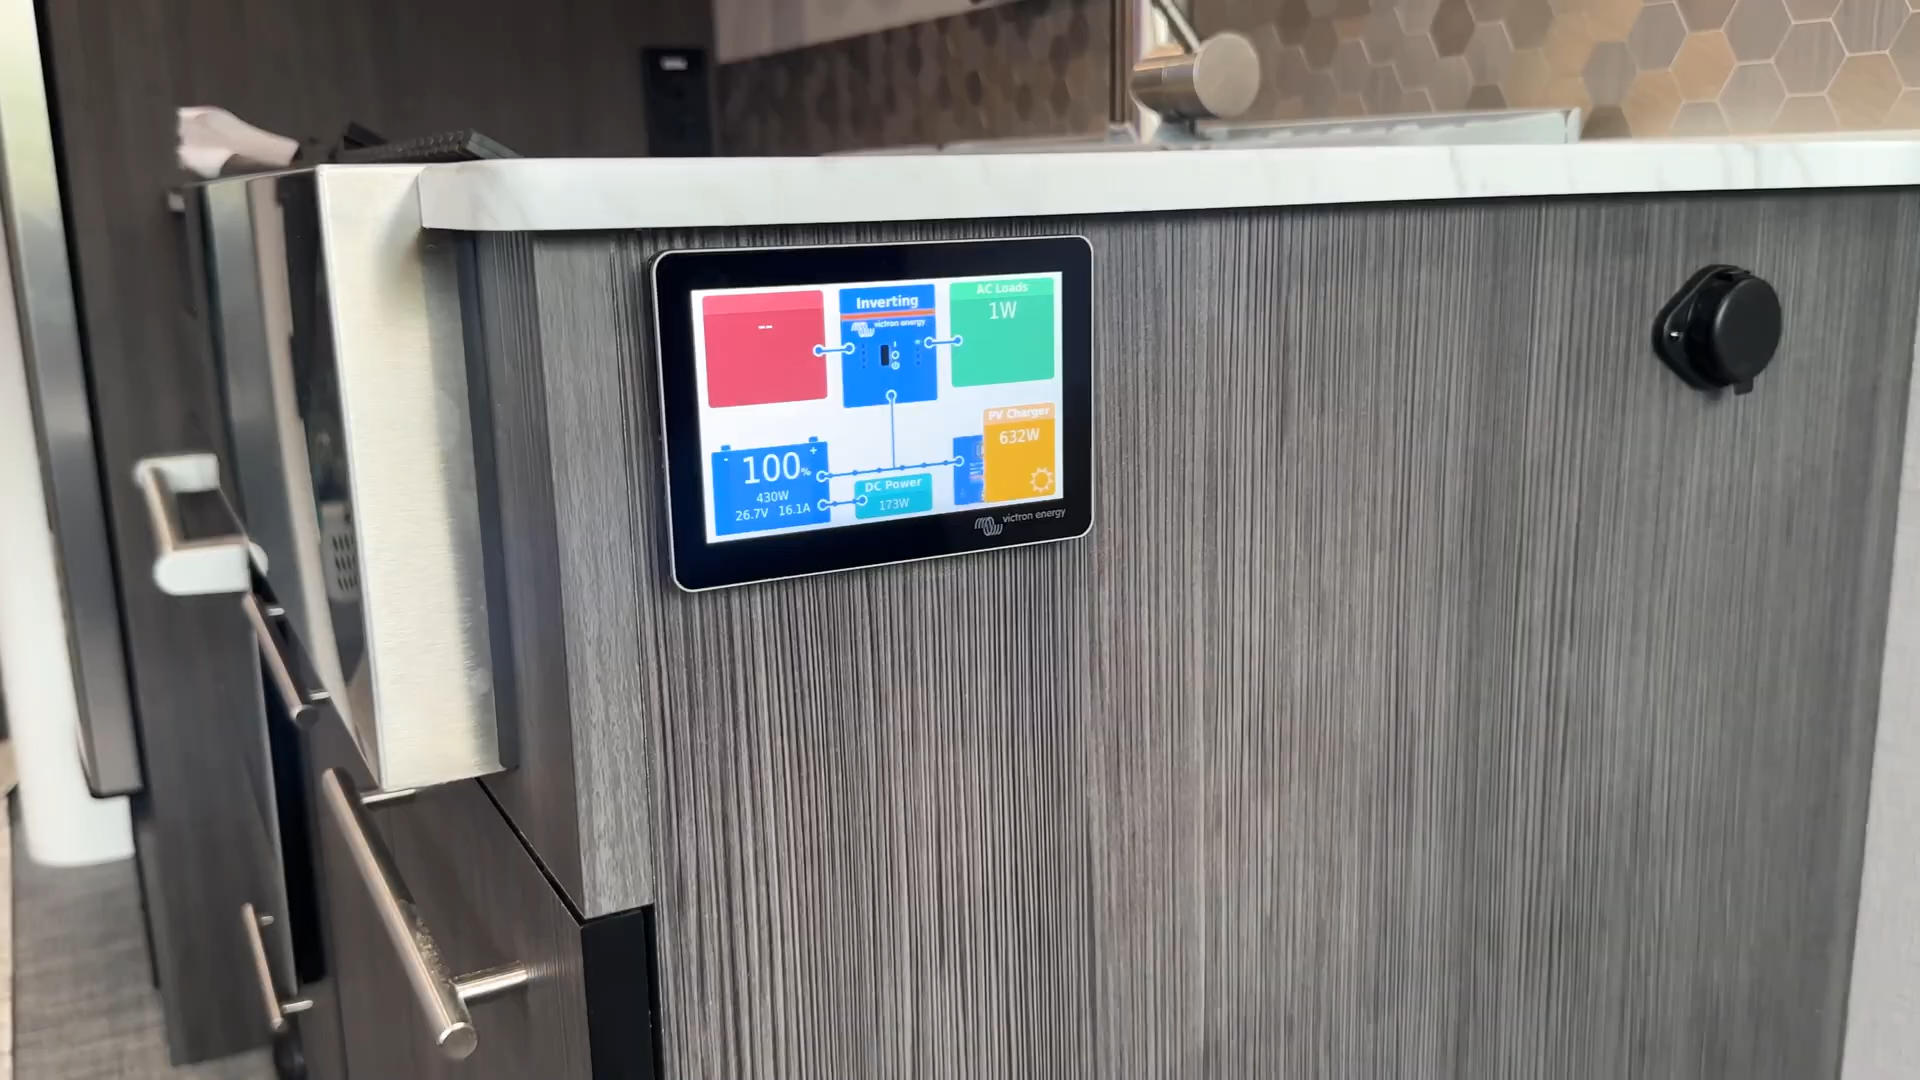 --
Inverting
victron energy
AC Loads
1W
PV Charger
632W
- +
100%
430W
26.7V 16.1A
DC Power
173W
victron energy